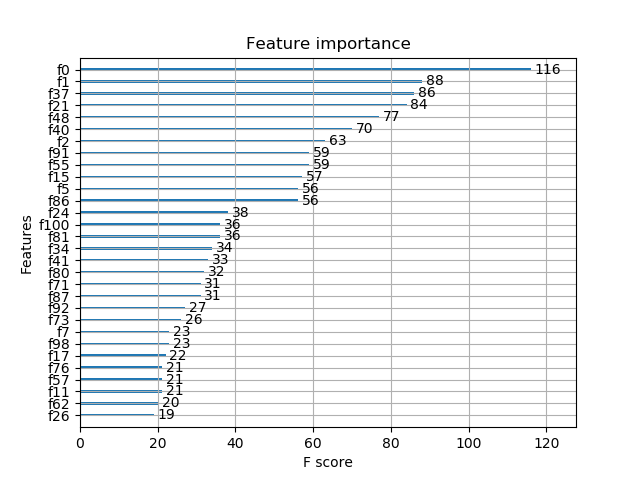 Feature importance
f0 116
f1 88
f37 86
f21 84
f48 77
f40 70
f2 63
f91 59
f55 59
f15 57
f5 56
f86 56
f24 38
f100 36
f81 36
f34 34
f41 33
f80 32
f71 31
f87 31
f92 27
f73 26
f7 23
f98 23
f17 22
f76 21
f57 21
f11 21
f62 20
f26 19
Features
0 20 40 60 80 100 120
F score